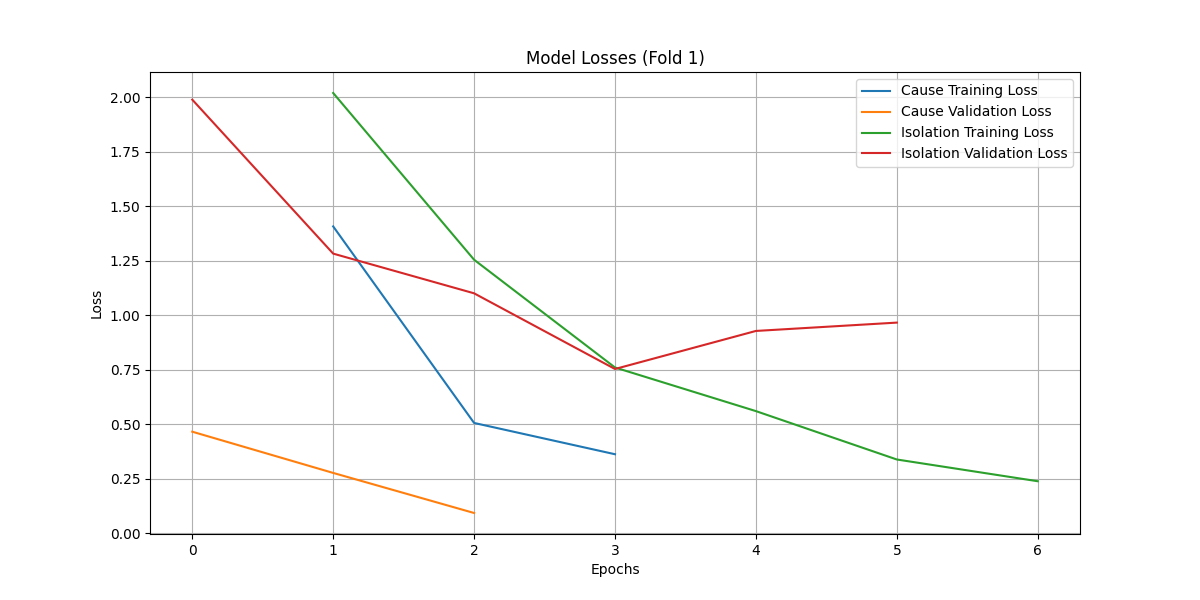 Model Losses (Fold 1)
Cause Training Loss
Cause Validation Loss
Isolation Training Loss
Isolation Validation Loss
Loss
2.00
1.75
1.50
1.25
1.00
0.75
0.50
0.25
0.00
0 1 2 3 4 5 6
Epochs